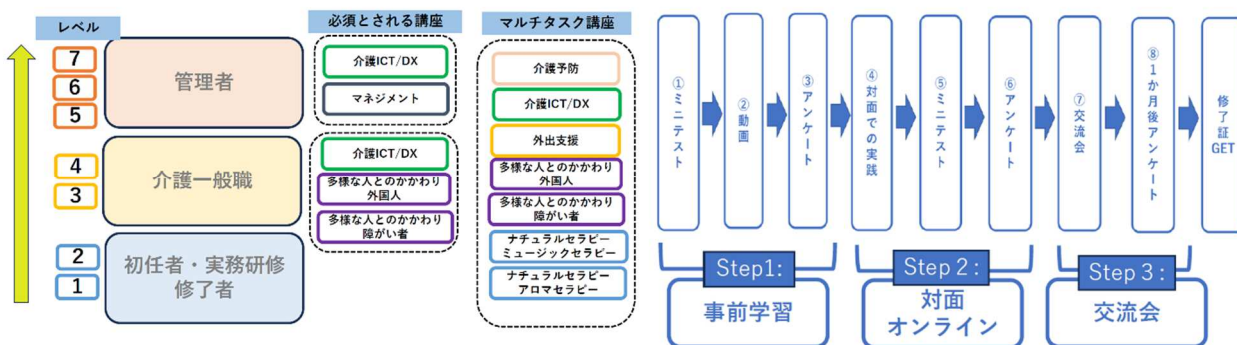 レベル
必須とされる講座
マルチタスク講座
7
6
5
管理者
介護ICT/DX
マネジメント
4
3
介護一般職
介護ICT/DX
多様な人とのかかわり
外国人
多様な人とのかかわり
障がい者
2
1
初任者・実務研修
修了者
介護予防
介護ICT/DX
外出支援
多様な人とのかかわり
外国人
多様な人とのかかわり
障がい者
ナチュラルセラピー
ミュージックセラピー
ナチュラルセラピー
アロマセラピー
①ミニテスト
②動画
③アンケート
④対面での実践
⑤ミニテスト
⑥アンケート
⑦交流会
⑧1か月後アンケート
修了証
GET
Step1:
事前学習
Step 2:
対面
オンライン
Step 3:
交流会